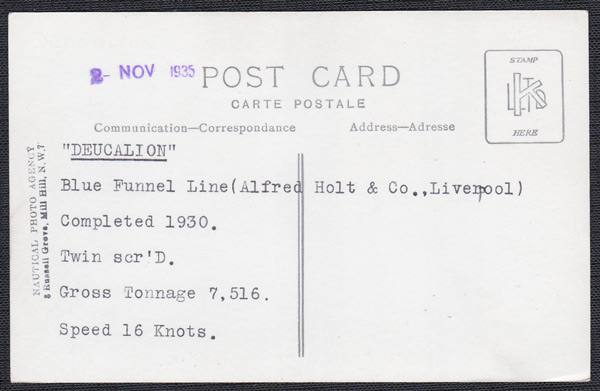 2- NOV 1935
POST CARD
CARTE POSTALE
Communication—Correspondance
Address—Adresse
STAMP
HERE
"DEUCALION"
Blue Funnel Line(Alfred Holt & Co.,Liverpool)
Completed 1930.
Twin scr'D.
Gross Tonnage 7,516.
Speed 16 Knots.
NAUTICAL PHOTO AGENCY
8 Russell Grove, Mill Hill, N.W.7